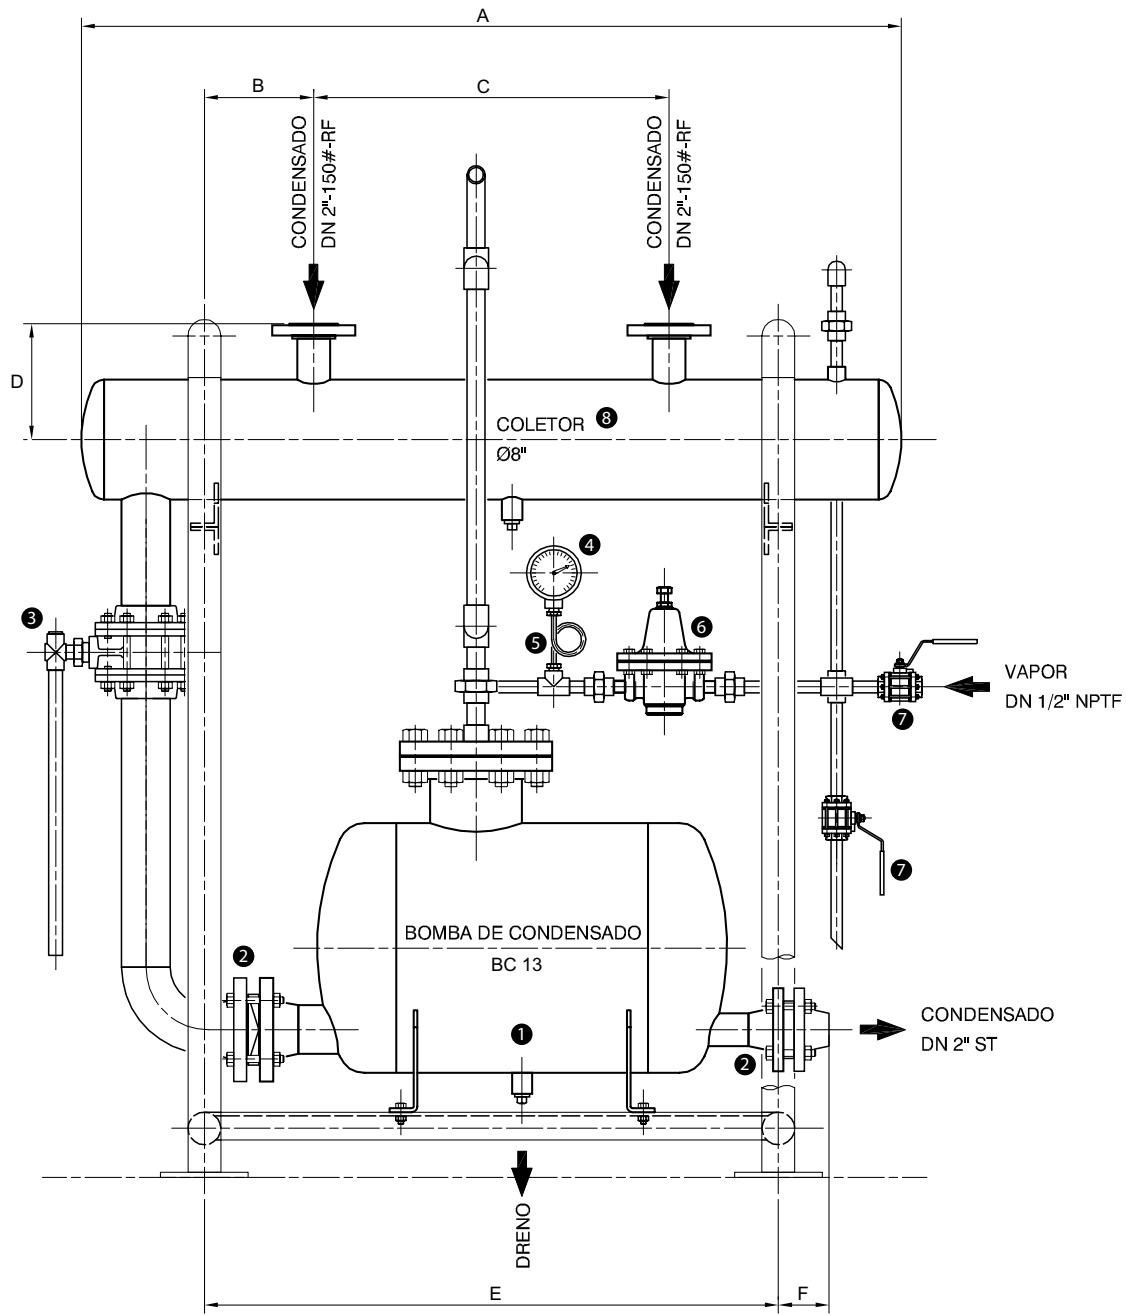 A
B
C
CONDENSADO
DN 2"-150#-RF
CONDENSADO
DN 2"-150#-RF
D
COLETOR 8
Ø8"
4
3
5
6
VAPOR
DN 1/2" NPTF
7
7
BOMBA DE CONDENSADO
BC 13
2
1
CONDENSADO
DN 2" ST
2
DRENO
E
F